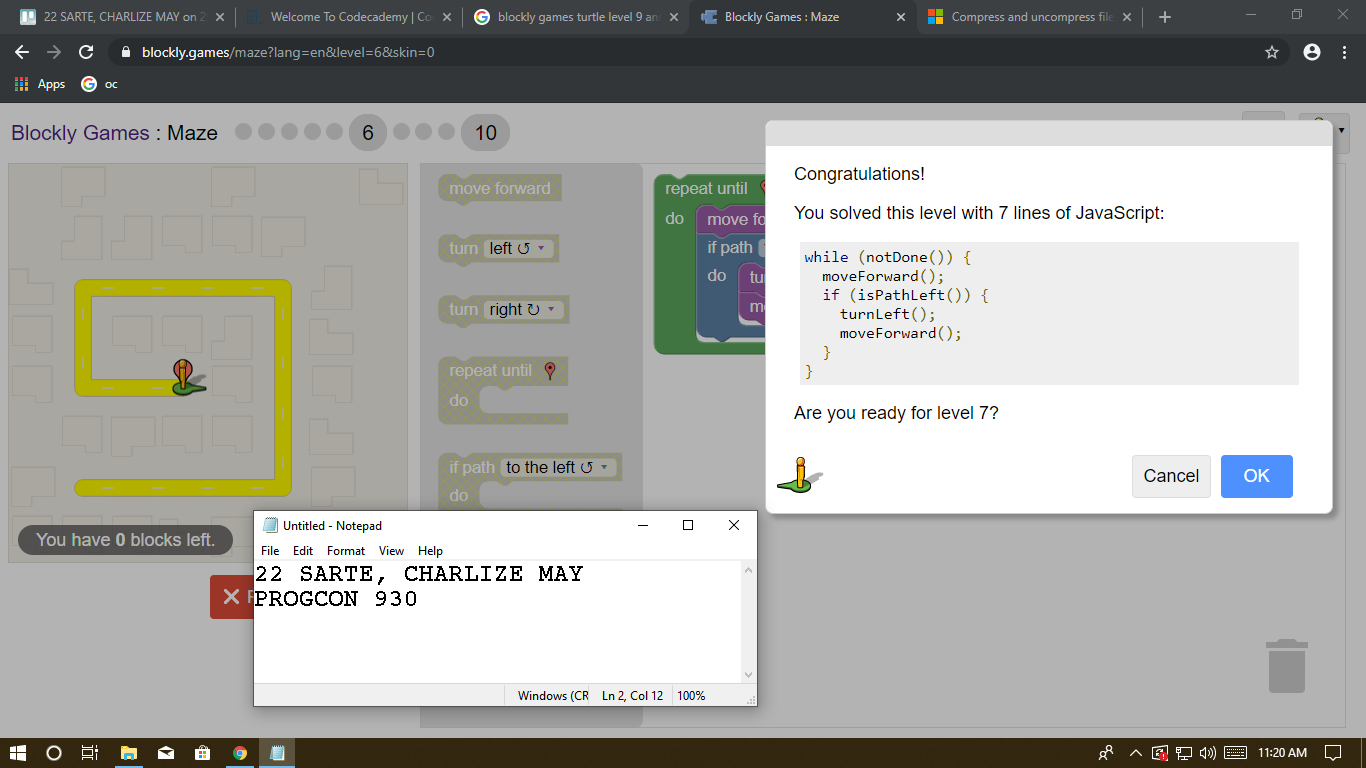 22 SARTE, CHARLIZE MAY on 2
Welcome To Codecademy | Co
blockly games turtle level 9 an
Blockly Games : Maze
Compress and uncompress file
blockly.games/maze?lang=en&level=6&skin=0
Apps
oc
Blockly Games : Maze
6
10
move forward
turn left ↺
turn right ↻
repeat until
do
if path to the left ↺
do
repeat until
do
move fo
if path
do
tu
m
You have 0 blocks left.
Congratulations!
You solved this level with 7 lines of JavaScript:
while (notDone()) {
  moveForward();
  if (isPathLeft()) {
    turnLeft();
    moveForward();
  }
}
Are you ready for level 7?
Cancel
OK
Untitled - Notepad
File Edit Format View Help
22 SARTE, CHARLIZE MAY
PROGCON 930
Windows (CR
Ln 2, Col 12
100%
11:20 AM